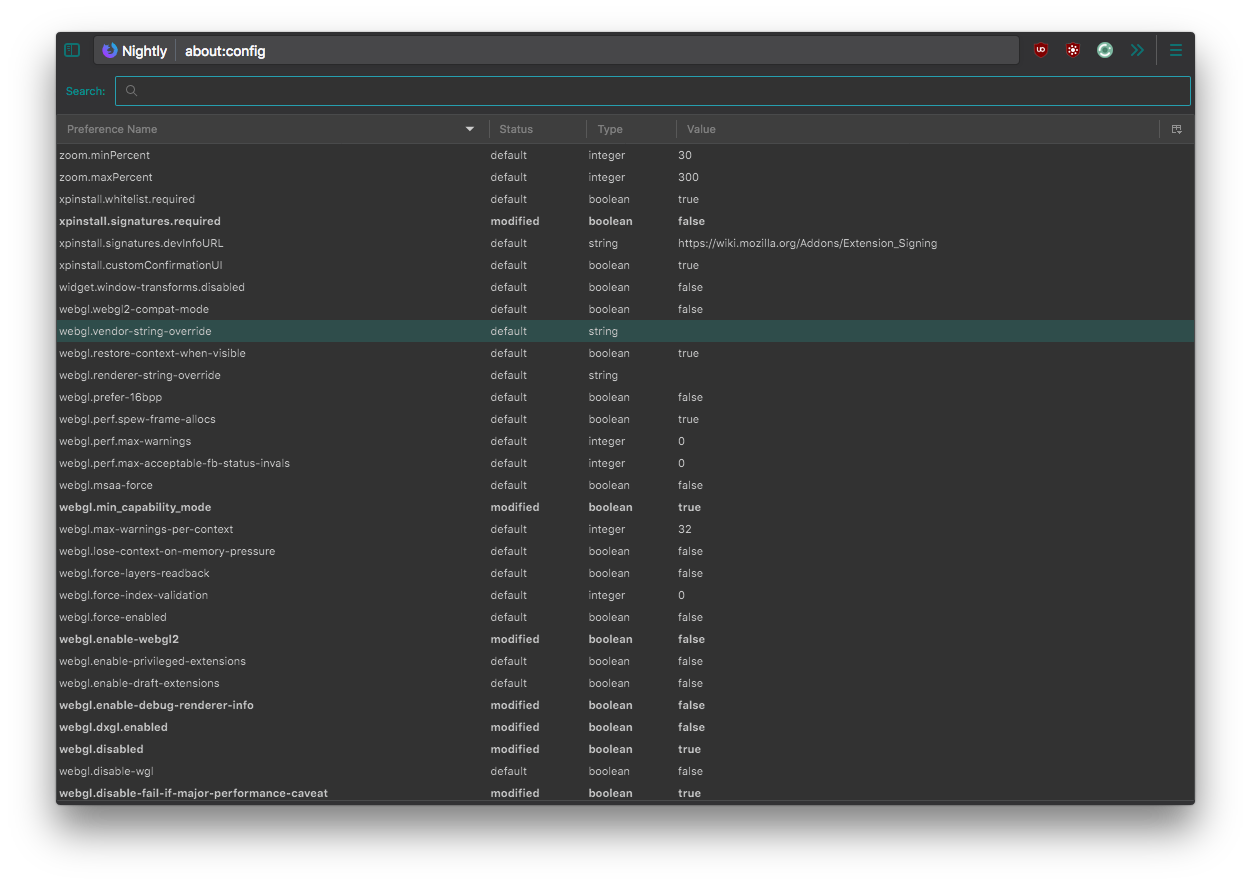 Nightly about:config
Search:
Preference Name Status Type Value
zoom.minPercent default integer 30
zoom.maxPercent default integer 300
xpinstall.whitelist.required default boolean true
xpinstall.signatures.required modified boolean false
xpinstall.signatures.devInfoURL default string https://wiki.mozilla.org/Addons/Extension_Signing
xpinstall.customConfirmationUI default boolean true
widget.window-transforms.disabled default boolean false
webgl.webgl2-compat-mode default boolean false
webgl.vendor-string-override default string
webgl.restore-context-when-visible default boolean true
webgl.renderer-string-override default string
webgl.prefer-16bpp default boolean false
webgl.perf.spew-frame-allocs default boolean true
webgl.perf.max-warnings default integer 0
webgl.perf.max-acceptable-fb-status-invals default integer 0
webgl.msaa-force default boolean false
webgl.min_capability_mode modified boolean true
webgl.max-warnings-per-context default integer 32
webgl.lose-context-on-memory-pressure default boolean false
webgl.force-layers-readback default boolean false
webgl.force-index-validation default integer 0
webgl.force-enabled default boolean false
webgl.enable-webgl2 modified boolean false
webgl.enable-privileged-extensions default boolean false
webgl.enable-draft-extensions default boolean false
webgl.enable-debug-renderer-info modified boolean false
webgl.dxgl.enabled modified boolean false
webgl.disabled modified boolean true
webgl.disable-wgl default boolean false
webgl.disable-fail-if-major-performance-caveat modified boolean true